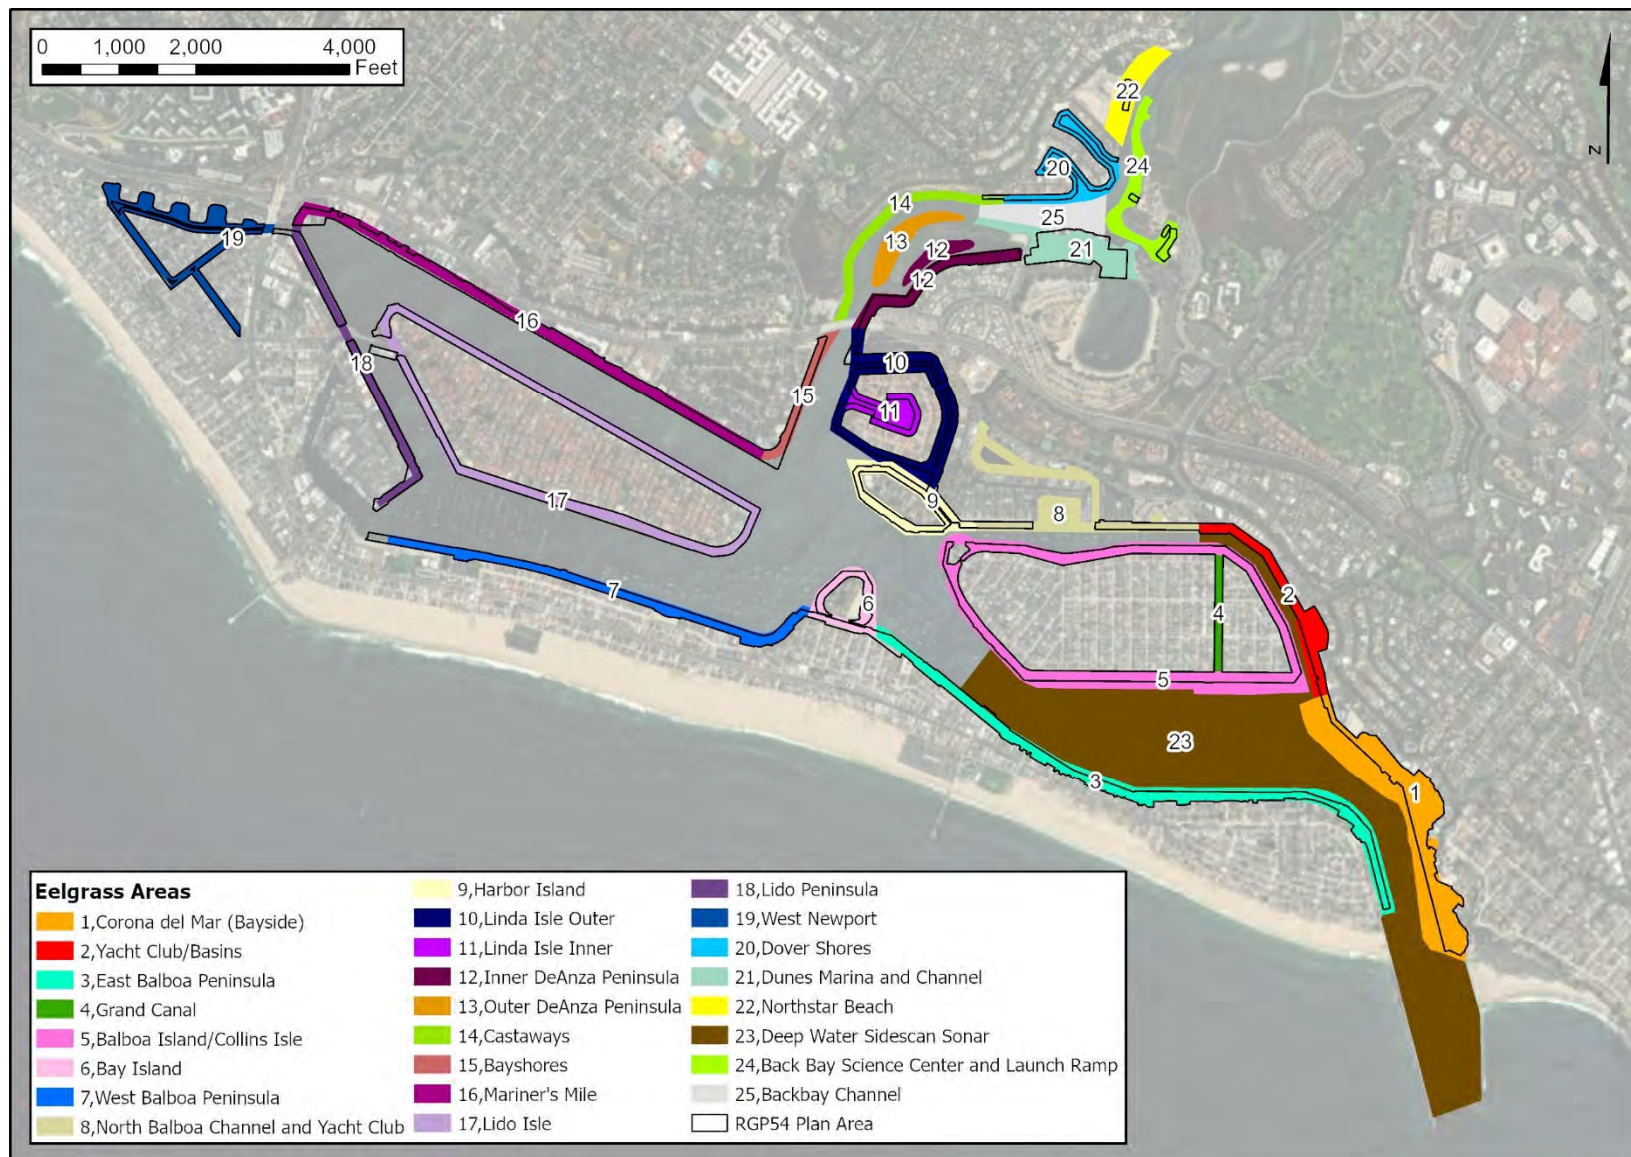 0 1,000 2,000 4,000
Feet
N
22
20
24
14
25
13
12
21
19
12
16
10
18
15
11
17
9
8
7
6
2
4
5
23
3
1
Eelgrass Areas
1,Corona del Mar (Bayside)
2,Yacht Club/Basins
3,East Balboa Peninsula
4,Grand Canal
5,Balboa Island/Collins Isle
6,Bay Island
7,West Balboa Peninsula
8,North Balboa Channel and Yacht Club
9,Harbor Island
10,Linda Isle Outer
11,Linda Isle Inner
12,Inner DeAnza Peninsula
13,Outer DeAnza Peninsula
14,Castaways
15,Bayshores
16,Mariner's Mile
17,Lido Isle
18,Lido Peninsula
19,West Newport
20,Dover Shores
21,Dunes Marina and Channel
22,Northstar Beach
23,Deep Water Sidescan Sonar
24,Back Bay Science Center and Launch Ramp
25,Backbay Channel
RGP54 Plan Area